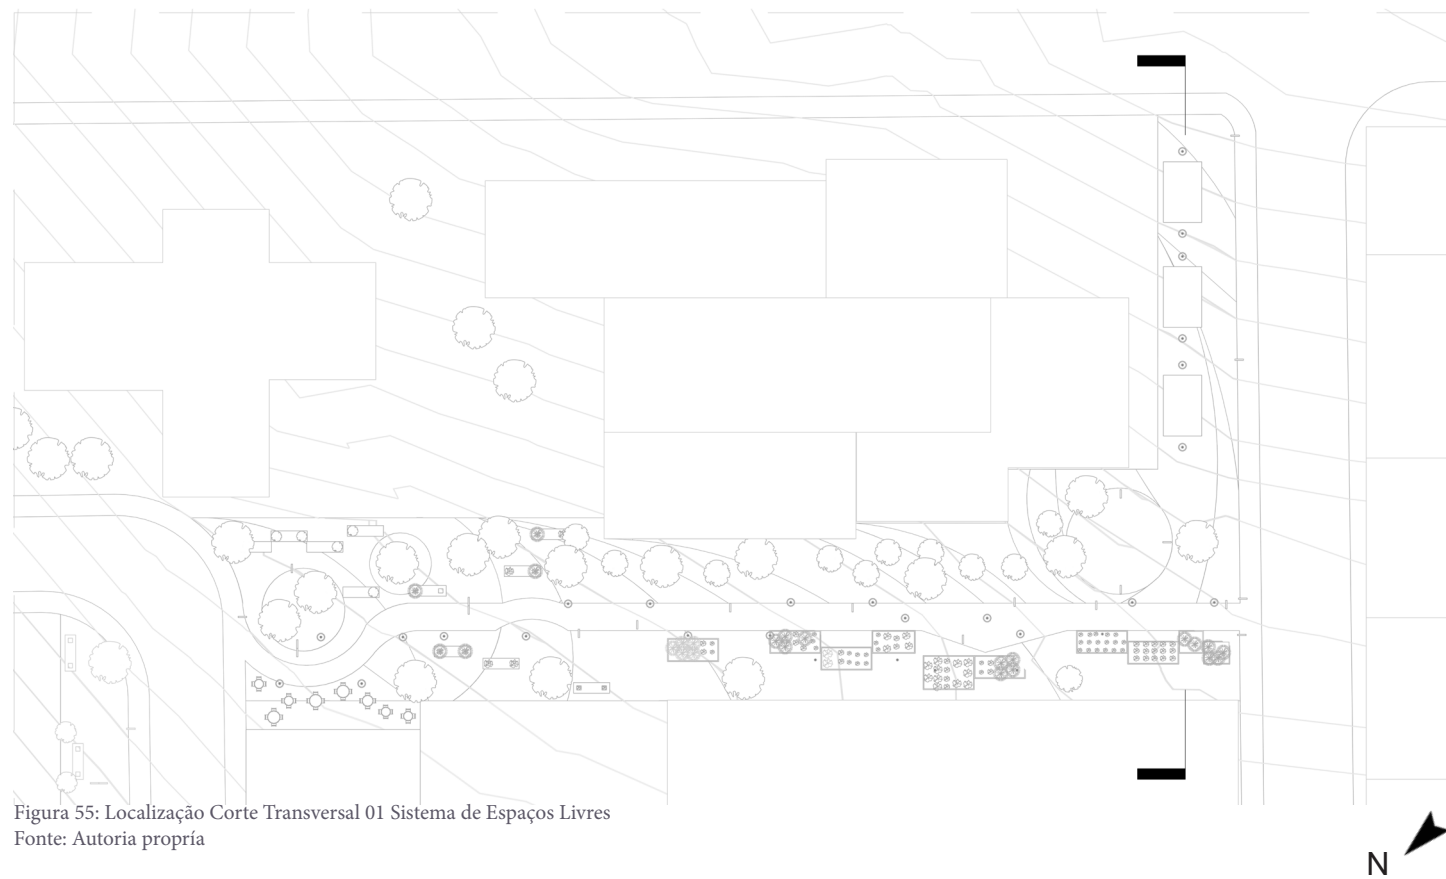 Figura 55: Localização Corte Transversal 01 Sistema de Espaços Livres
Fonte: Autoria propría
N